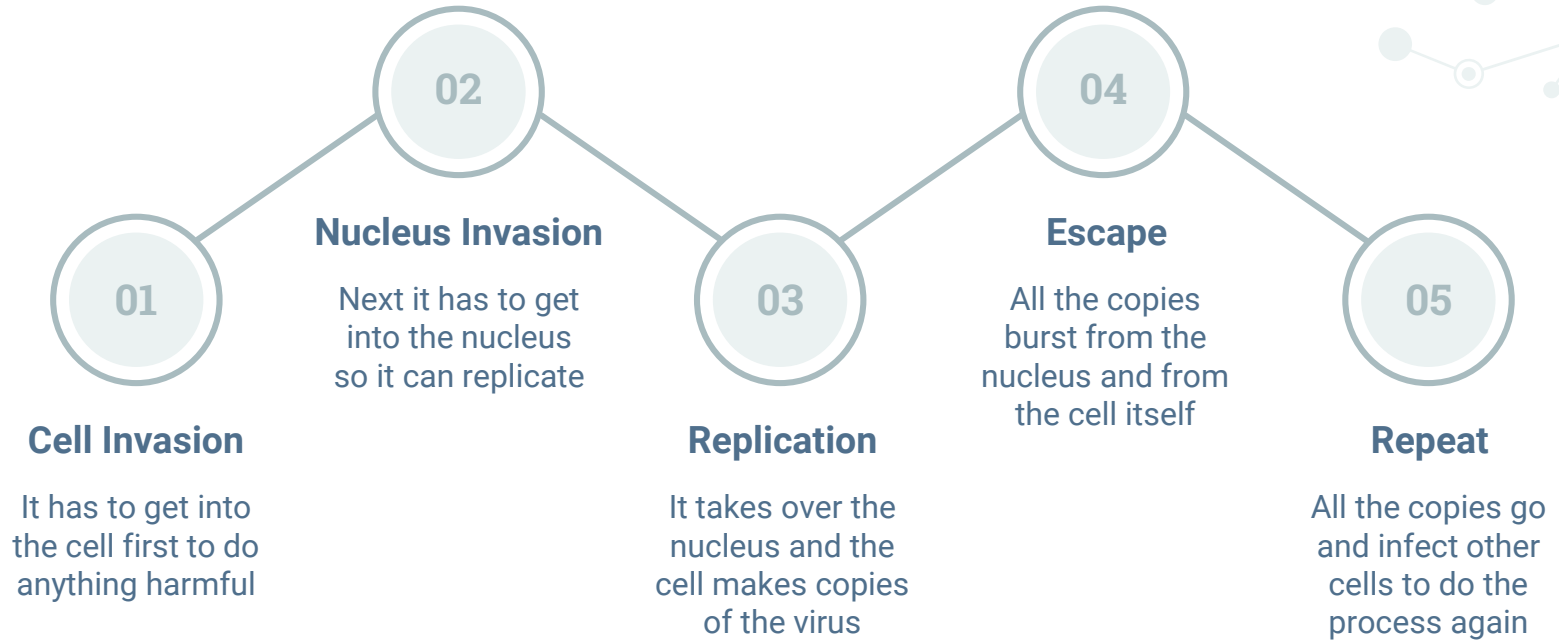 01
Cell Invasion
It has to get into
the cell first to do
anything harmful
02
Nucleus Invasion
Next it has to get
into the nucleus
so it can replicate
03
Replication
It takes over the
nucleus and the
cell makes copies
of the virus
04
Escape
All the copies
burst from the
nucleus and from
the cell itself
05
Repeat
All the copies go
and infect other
cells to do the
process again